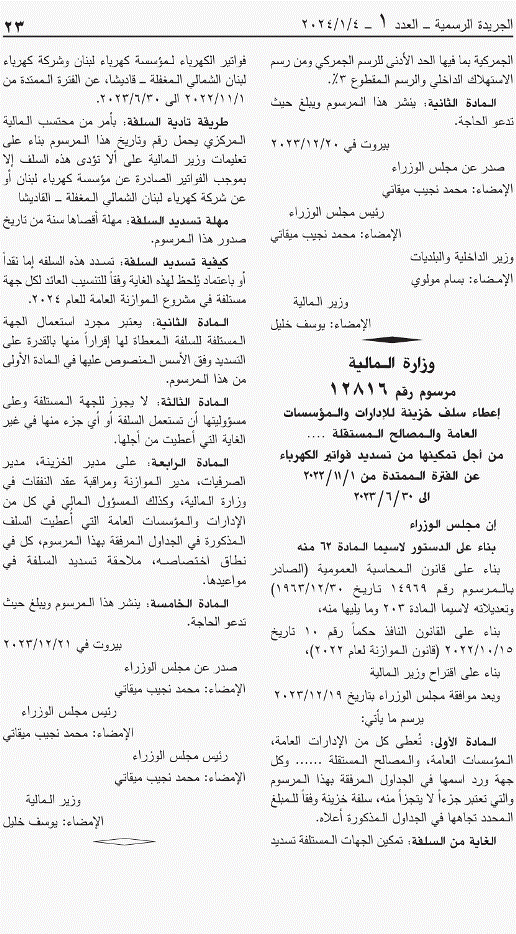 الجريدة الرسمية ــ العدد ١ ــ ٢٠٢٤/١/٤
٢٣
الجمركية بما فيها الحد الأدنى للرسم الجمركي ومن رسم
الاستهلاك الداخلي والرسم المقطوع ٣٪.
المادة الثانية: ينشر هذا المرسوم ويبلغ حيث
تدعو الحاجة.
بيروت في ٢٠٢٣/١٢/٢٠
صدر عن مجلس الوزراء
الإمضاء: محمد نجيب ميقاتي
رئيس مجلس الوزراء
الإمضاء: محمد نجيب ميقاتي
وزير الداخلية والبلديات
الإمضاء: بسام مولوي
وزير المالية
الإمضاء: يوسف خليل
وزارة المالية
مرسوم رقم ١٢٨١٦
إعطاء سلف خزينة للإدارات والمؤسسات
العامة والمصالح المستقلة ....
من أجل تمكينها من تسديد فواتير الكهرباء
عن الفترة الممتدة من ٢٠٢٢/١١/١
الى ٢٠٢٣/٦/٣٠
إن مجلس الوزراء
بناء على الدستور لاسيما المادة ٦٢ منه
بناء على قانون المحاسبة العمومية (الصادر
بالمرسوم رقم ١٤٩٦٩ تاريخ ١٩٦٣/١٢/٣٠)
وتعديلاته لاسيما المادة ٢٠٣ وما يليها منه،
بناء على القانون النافذ حكماً رقم ١٠ تاريخ
٢٠٢٢/١٠/١٥ (قانون الموازنة لعام ٢٠٢٢)،
بناء على اقتراح وزير المالية
وبعد موافقة مجلس الوزراء بتاريخ ٢٠٢٣/١٢/١٩
يرسم ما يأتي:
المادة الأولى: تُعطى كل من الإدارات العامة،
المؤسسات العامة، والمصالح المستقلة ...... وكل
جهة ورد اسمها في الجداول المرفقة بهذا المرسوم
والتي تعتبر جزءاً لا يتجزأ منه، سلفة خزينة وفقاً للمبلغ
المحدد تجاهها في الجداول المذكورة أعلاه.
الغاية من السلفة: تمكين الجهات المستلفة تسديد
فواتير الكهرباء لمؤسسة كهرباء لبنان وشركة كهرباء
لبنان الشمالي المغفلة ــ قاديشا، عن الفترة الممتدة من
٢٠٢٢/١١/١ الى ٢٠٢٣/٦/٣٠.
طريقة تادية السلفة: بأمر من محتسب المالية
المركزي يحمل رقم وتاريخ هذا المرسوم بناء على
تعليمات وزير المالية على ألا تؤدى هذه السلف إلا
بموجب الفواتير الصادرة عن مؤسسة كهرباء لبنان أو
عن شركة كهرباء لبنان الشمالي المغفلة ــ القاديشا
مهلة تسديد السلفة: مهلة أقصاها سنة من تاريخ
صدور هذا المرسوم.
كيفية تسديد السلفة: تسدد هذه السلفه إما نقداً
أو باعتماد يُلحظ لهذه الغاية وفقاً للتنسيب العائد لكل جهة
مستلفة في مشروع الموازنة العامة للعام ٢٠٢٤.
المادة الثانية: يعتبر مجرد استعمال الجهة
المستلفة للسلفة المعطاة لها إقراراً منها بالقدرة على
التسديد وفق الأسس المنصوص عليها في المادة الأولى
من هذا المرسوم.
المادة الثالثة: لا يجوز للجهة المستلفة وعلى
مسؤوليتها أن تستعمل السلفة أو أي جزء منها في غير
الغاية التي أعطيت من أجلها.
المادة الرابعة: على مدير الخزينة، مدير
الصرفيات، مدير الموازنة ومراقبة عقد النفقات في
وزارة المالية، وكذلك المسؤول المالي في كل من
الإدارات والمؤسسات العامة التي أُعطيت السلف
المذكورة في الجداول المرفقة بهذا المرسوم، كل في
نطاق اختصاصه، ملاحقة تسديد السلفة في
مواعيدها.
المادة الخامسة: ينشر هذا المرسوم ويبلغ حيث
تدعو الحاجة.
بيروت في ٢٠٢٣/١٢/٢١
صدر عن مجلس الوزراء
الإمضاء: محمد نجيب ميقاتي
رئيس مجلس الوزراء
الإمضاء: محمد نجيب ميقاتي
رئيس مجلس الوزراء
الإمضاء: محمد نجيب ميقاتي
وزير المالية
الإمضاء: يوسف خليل